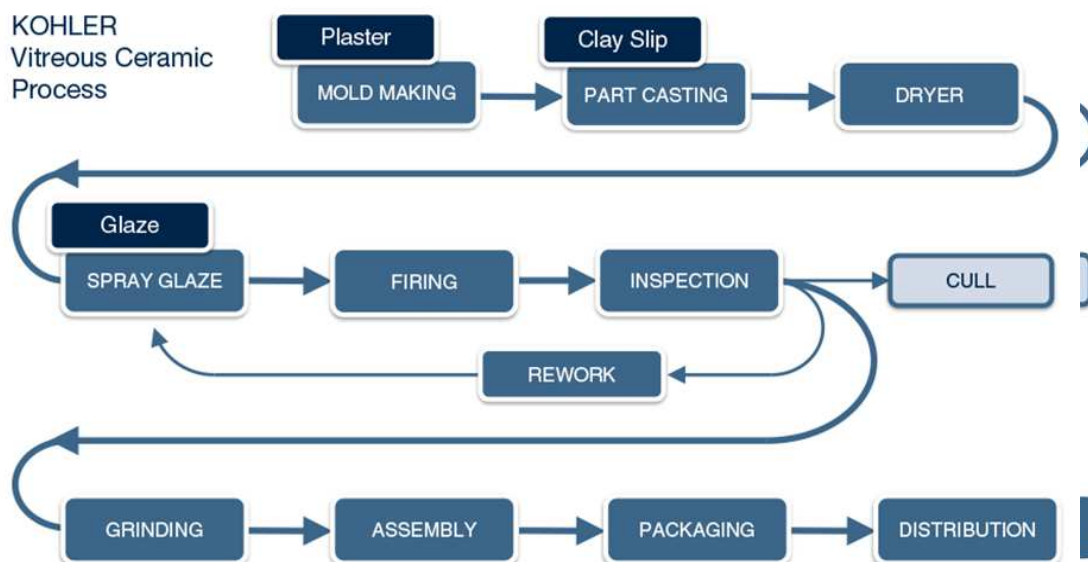 KOHLER
Vitreous Ceramic
Process
Plaster
MOLD MAKING
Clay Slip
PART CASTING
DRYER
Glaze
SPRAY GLAZE
FIRING
INSPECTION
CULL
REWORK
GRINDING
ASSEMBLY
PACKAGING
DISTRIBUTION